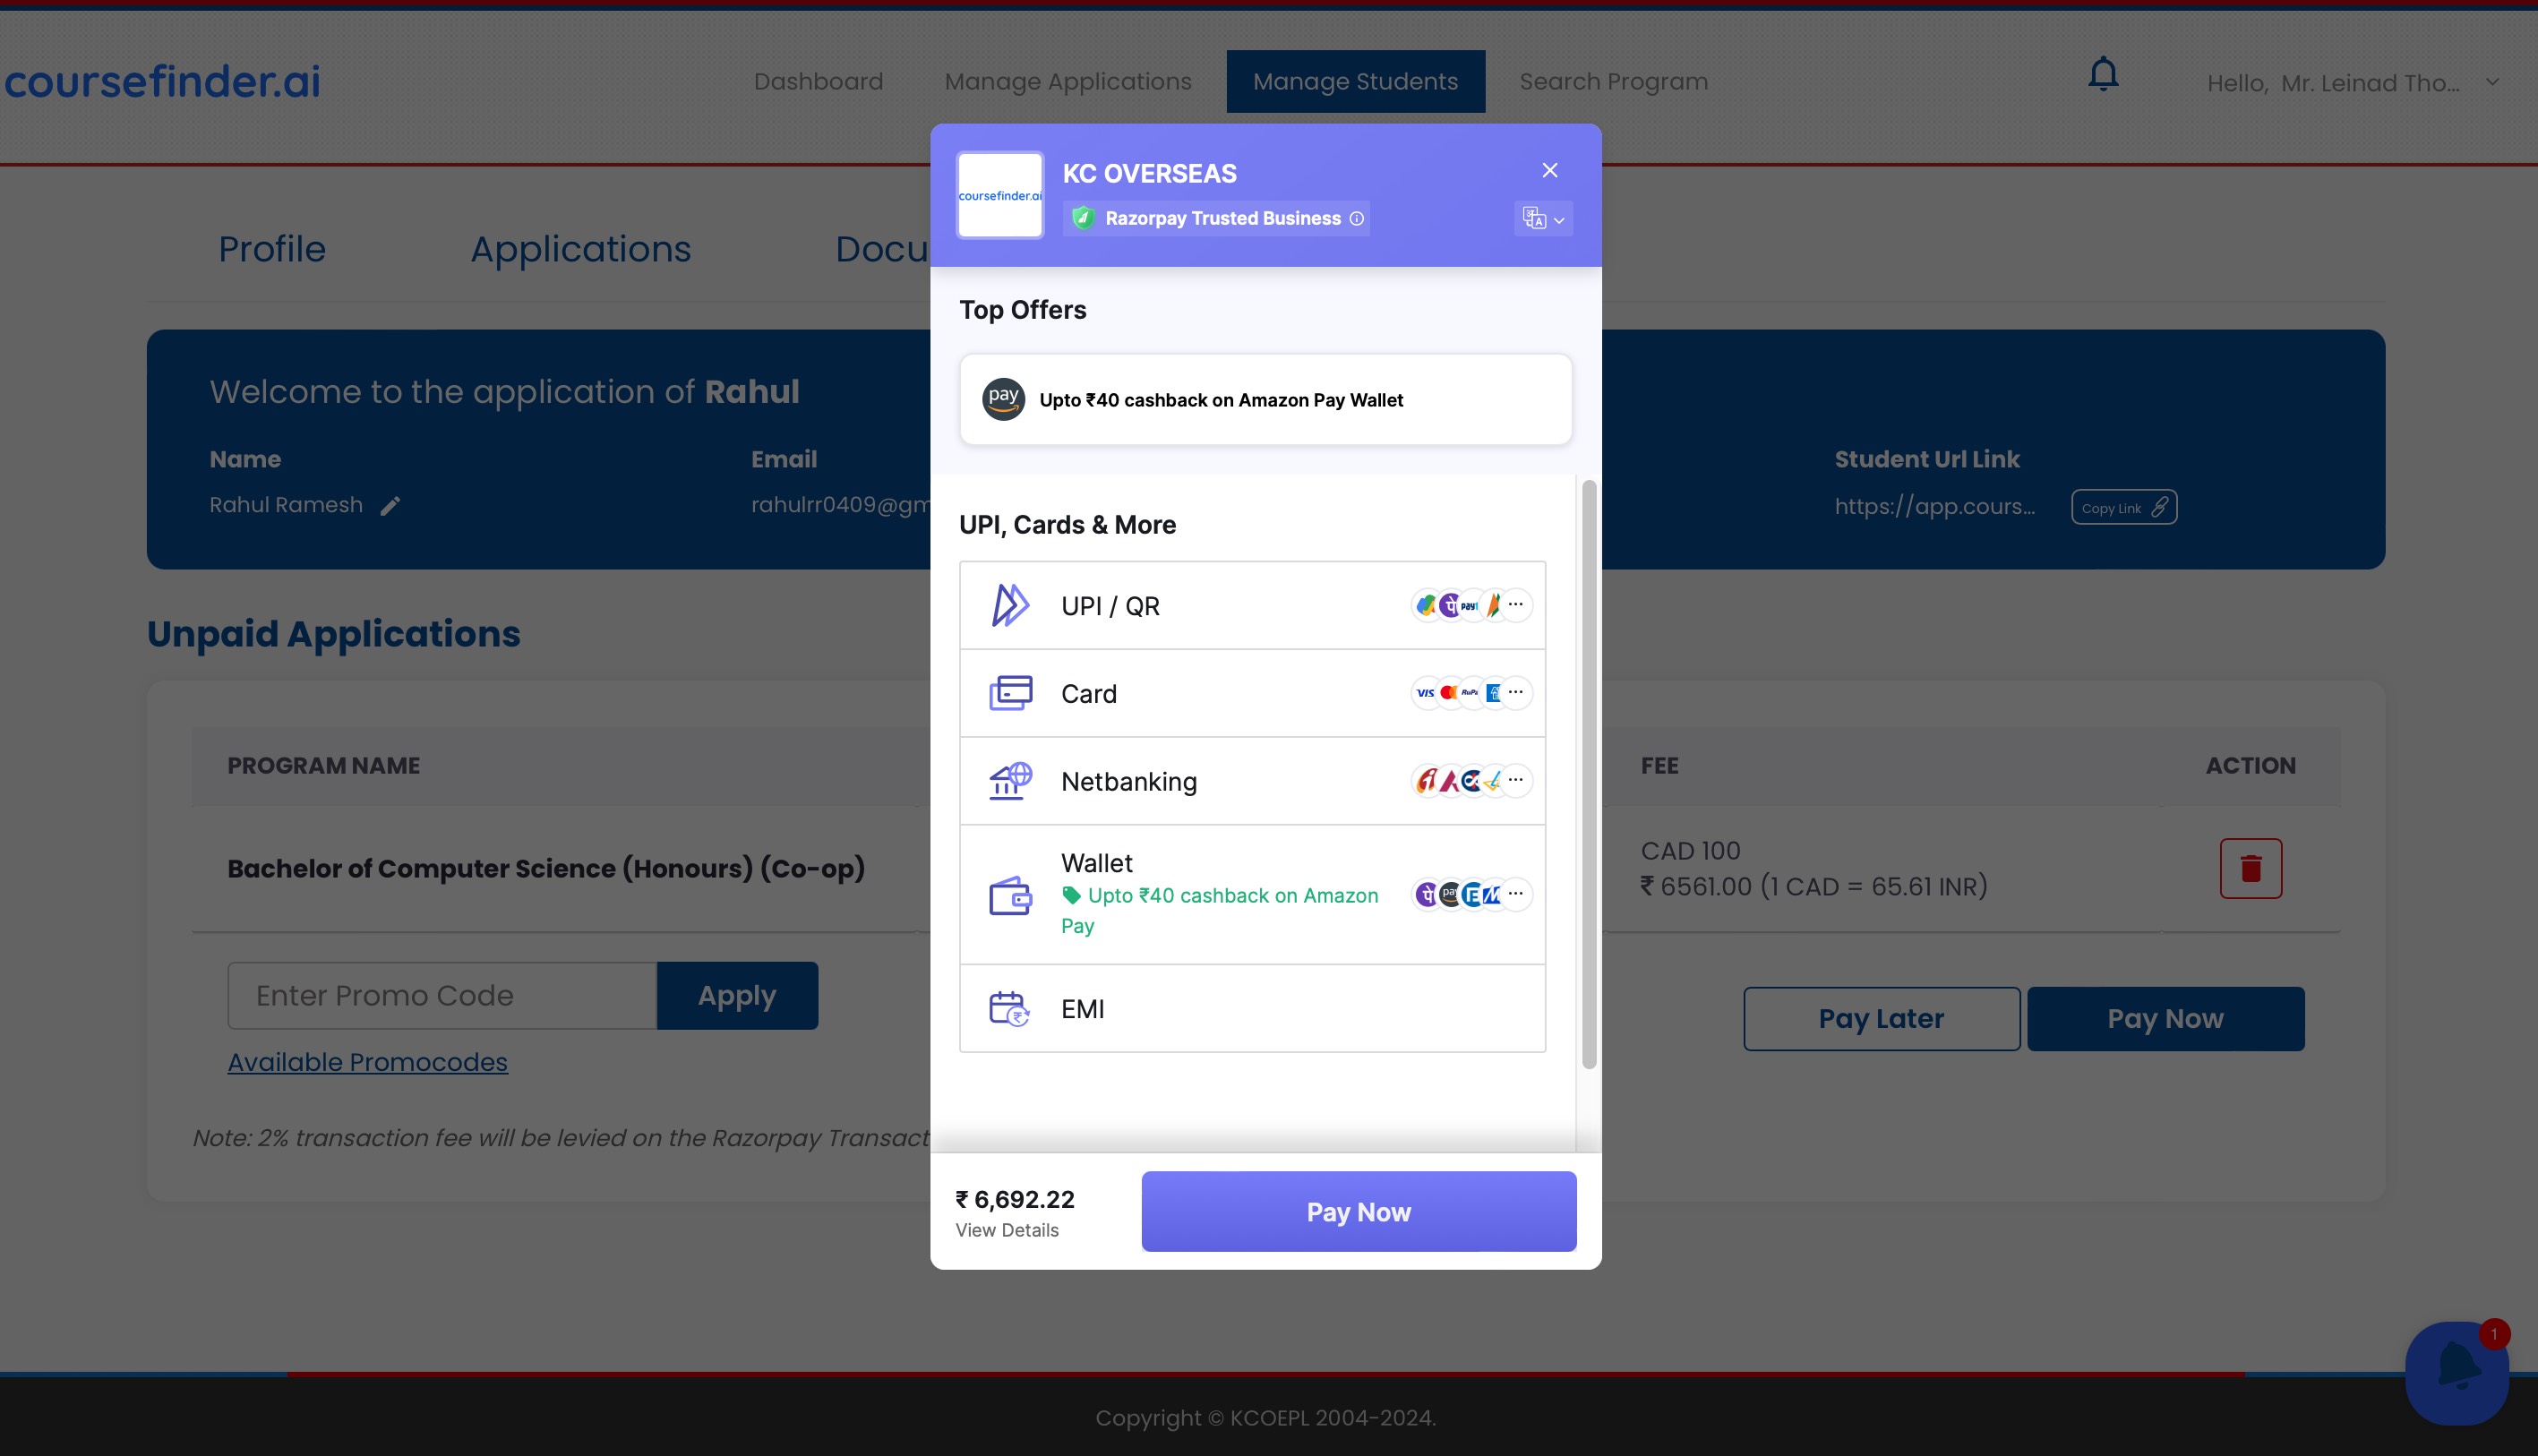 coursefinder.ai
Dashboard
Manage Applications
Manage Students
Search Program
Hello, Mr. Leinad Tho...
Profile
Applications
Docu
Welcome to the application of Rahul
Name
Email
Student Url Link
Rahul Ramesh
rahulrr0409@gm
https://app.cours...
Copy Link
Unpaid Applications
PROGRAM NAME
FEE
ACTION
Bachelor of Computer Science (Honours) (Co-op)
CAD 100
₹ 6561.00 (1 CAD = 65.61 INR)
Enter Promo Code
Apply
Available Promocodes
Pay Later
Pay Now
Note: 2% transaction fee will be levied on the Razorpay Transact
coursefinder.ai
KC OVERSEAS
Razorpay Trusted Business
Top Offers
pay
Upto ₹40 cashback on Amazon Pay Wallet
UPI, Cards & More
UPI / QR
Card
VIS
Netbanking
Wallet
Upto ₹40 cashback on Amazon
Pay
EMI
₹ 6,692.22
View Details
Pay Now
1
Copyright © KCOEPL 2004-2024.